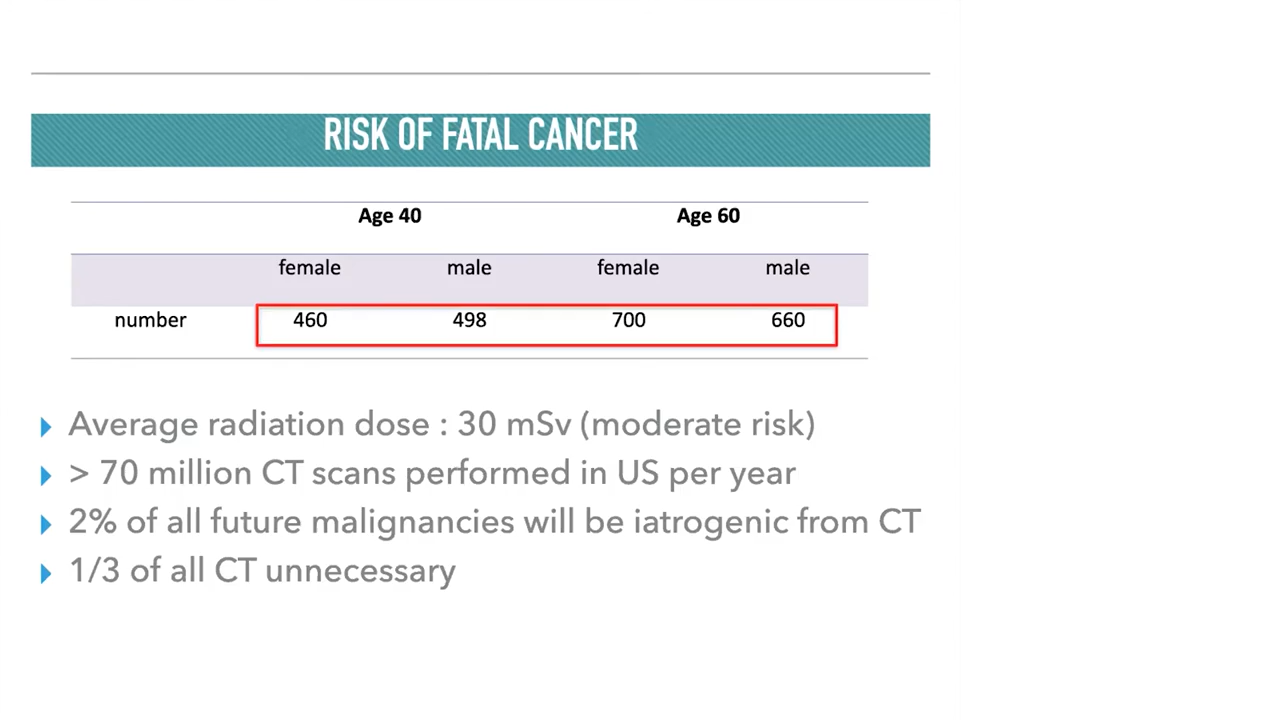 RISK OF FATAL CANCER
Age 40 Age 60
female male female male
number 460 498 700 660
Average radiation dose : 30 mSv (moderate risk)
> 70 million CT scans performed in US per year
2% of all future malignancies will be iatrogenic from CT
1/3 of all CT unnecessary